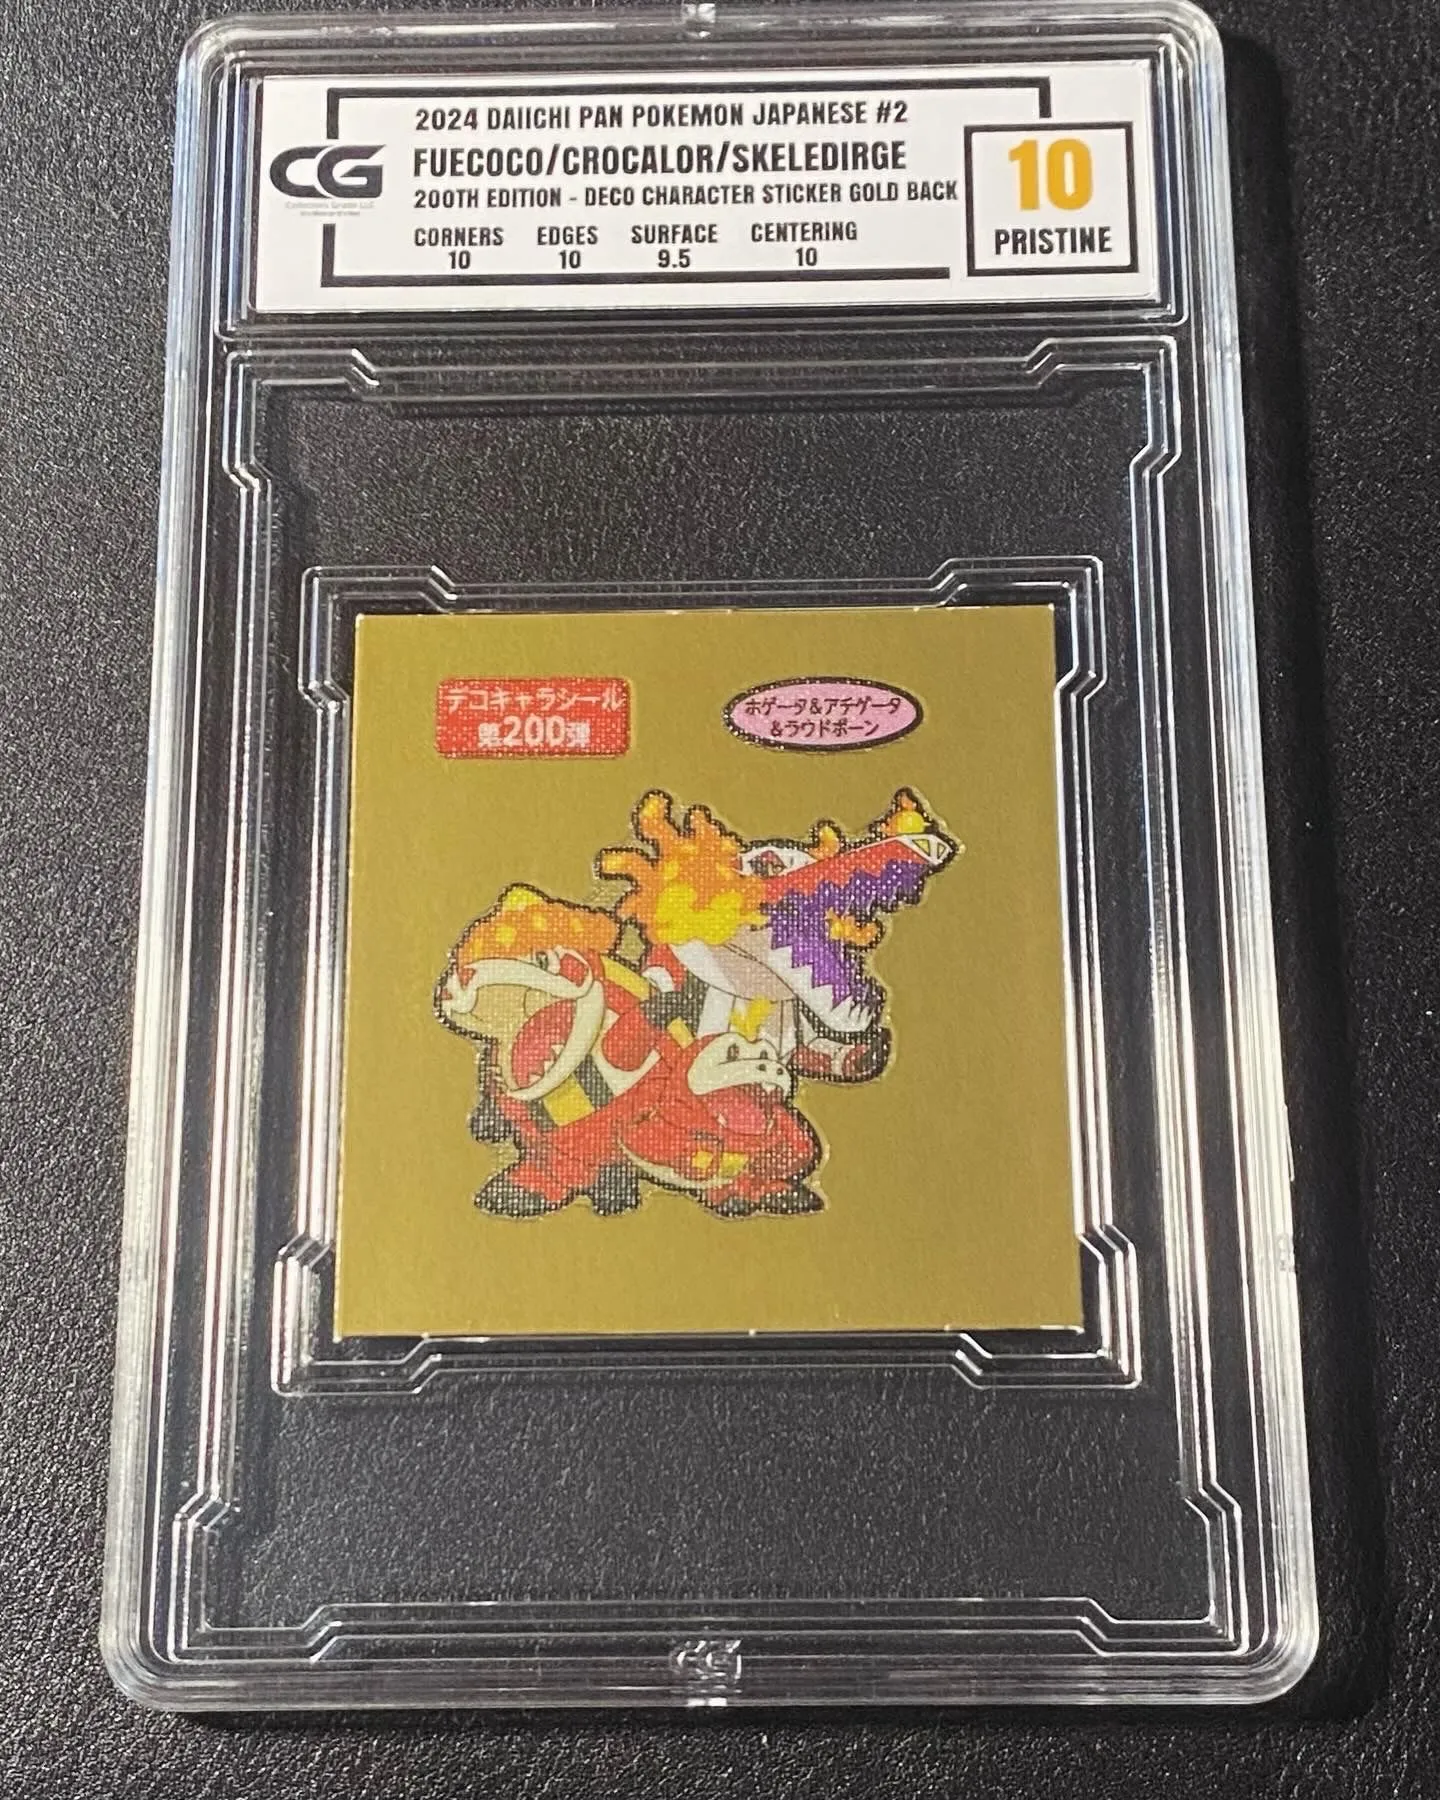 2024 DAIICHI PAN POKEMON JAPANESE #2
FUECOCO/CROCALOR/SKELEDIRGE
200TH EDITION - DECO CHARACTER STICKER GOLD BACK
CORNERS EDGES SURFACE CENTERING
10 10 9.5 10
CG
10
PRISTINE
デコキャラシール
第200弾
ホゲータ&アチゲータ
&ラウドボーン
CG